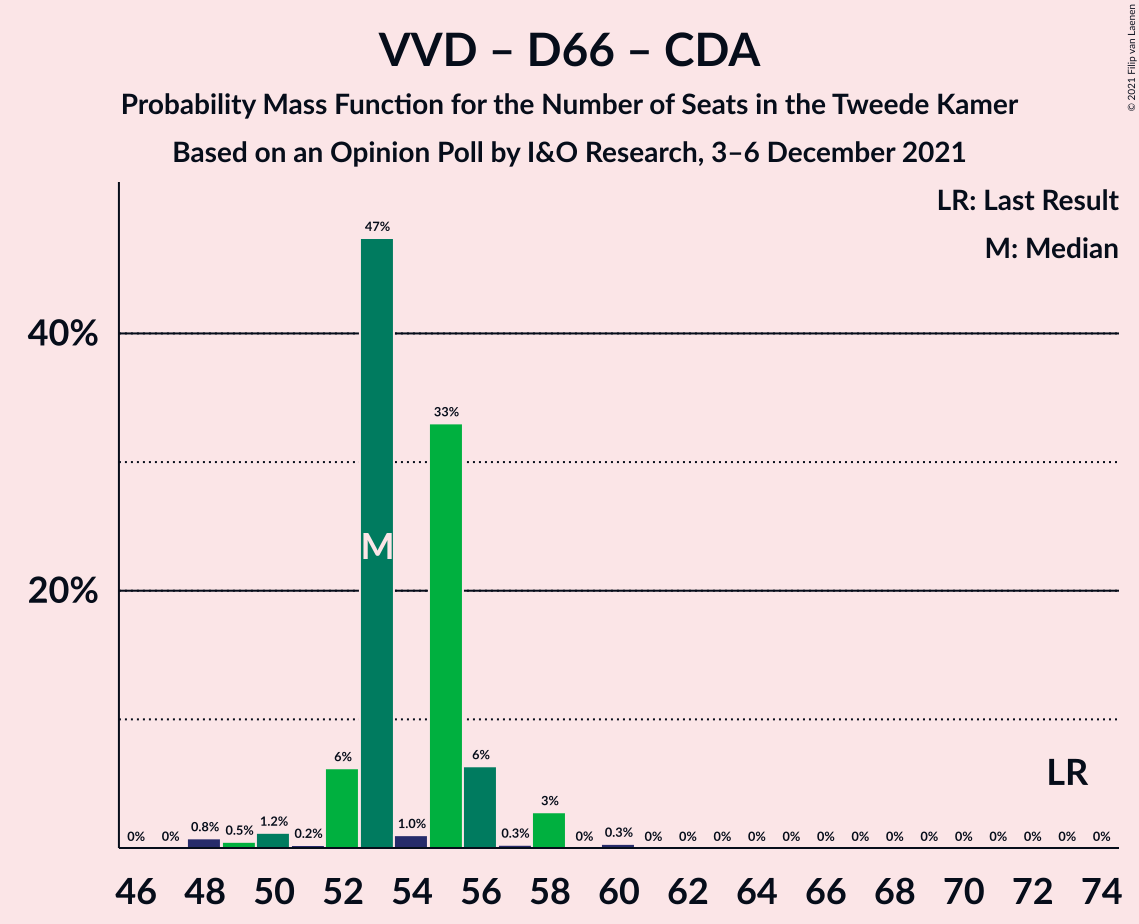 VVD – D66 – CDA
Probability Mass Function for the Number of Seats in the Tweede Kamer
Based on an Opinion Poll by I&O Research, 3–6 December 2021
© 2021 Filip van Laenen
LR: Last Result
M: Median
40%
20%
0% 0% 0.8% 0.5% 1.2% 0.2% 6% 47% 1.0% 33% 6% 0.3% 3% 0% 0.3% 0% 0% 0% 0% 0% 0% 0% 0% 0% 0% 0% 0% 0% 0%
M
LR
46 48 50 52 54 56 58 60 62 64 66 68 70 72 74